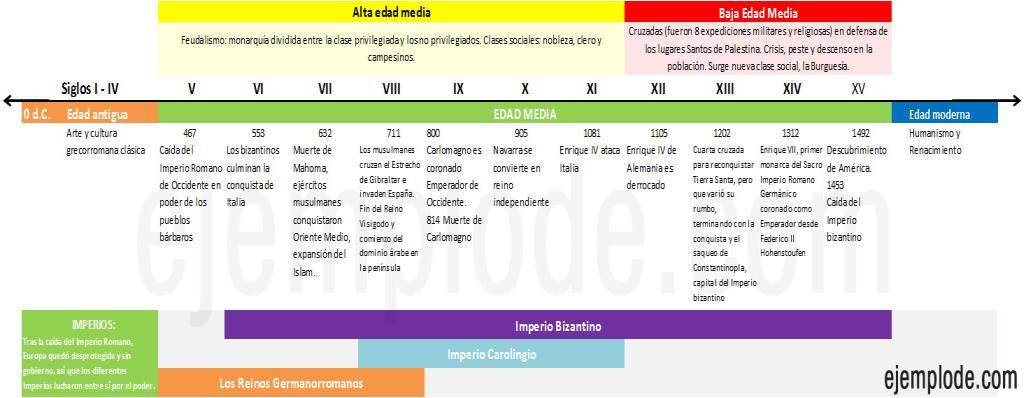 Alta edad media
Baja Edad Media
Feudalismo: monarquía dividida entre la clase privilegiada y los no privilegiados. Clases sociales: nobleza, clero y
campesinos.
Cruzadas (fueron 8 expediciones militares y religiosas) en defensa de
los lugares Santos de Palestina. Crisis, peste y descenso en la
población. Surge nueva clase social, la Burguesía.
Siglos I - IV
V
VI
VII
VIII
IX
X
XI
XII
XIII
XIV
XV
0 d.C.
Edad antigua
EDAD MEDIA
Edad moderna
Arte y cultura
grecorromana clásica
467
Caída del
Imperio Romano
de Occidente en
poder de los
pueblos
bárbaros
553
Los bizantinos
culminan la
conquista de
Italia
632
Muerte de
Mahoma,
ejércitos
musulmanes
conquistaron
Oriente Medio,
expansión del
Islam.
711
Los musulmanes
cruzan el Estrecho
de Gibraltar e
invaden España.
Fin del Reino
Visigodo y
comienzo del
dominio árabe en
la península
800
Carlomagno es
coronado
Emperador de
Occidente.
814 Muerte de
Carlomagno
905
Navarra se
convierte en
reino
independiente
1081
Enrique IV ataca
Italia
1105
Enrique IV de
Alemania es
derrocado
1202
Cuarta cruzada
para reconquistar
Tierra Santa, pero
que varió su
rumbo,
terminando con la
conquista y el
saqueo de
Constantinopla,
capital del Imperio
bizantino
1312
Enrique VII, primer
monarca del Sacro
Imperio Romano
Germánico
coronado como
Emperador desde
Federico II
Hohenstoufen
1492
Descubrimiento
de América.
1453
Caída del
Imperio
bizantino
Humanismo y
Renacimiento
ejemplode.com
IMPERIOS:
Tras la caída del Imperio Romano,
Europa quedó desprotegida y sin
gobierno, así que los diferentes
Imperios lucharon entre sí por el poder.
Imperio Bizantino
Imperio Carolingio
Los Reinos Germanorromanos
ejemplode.com